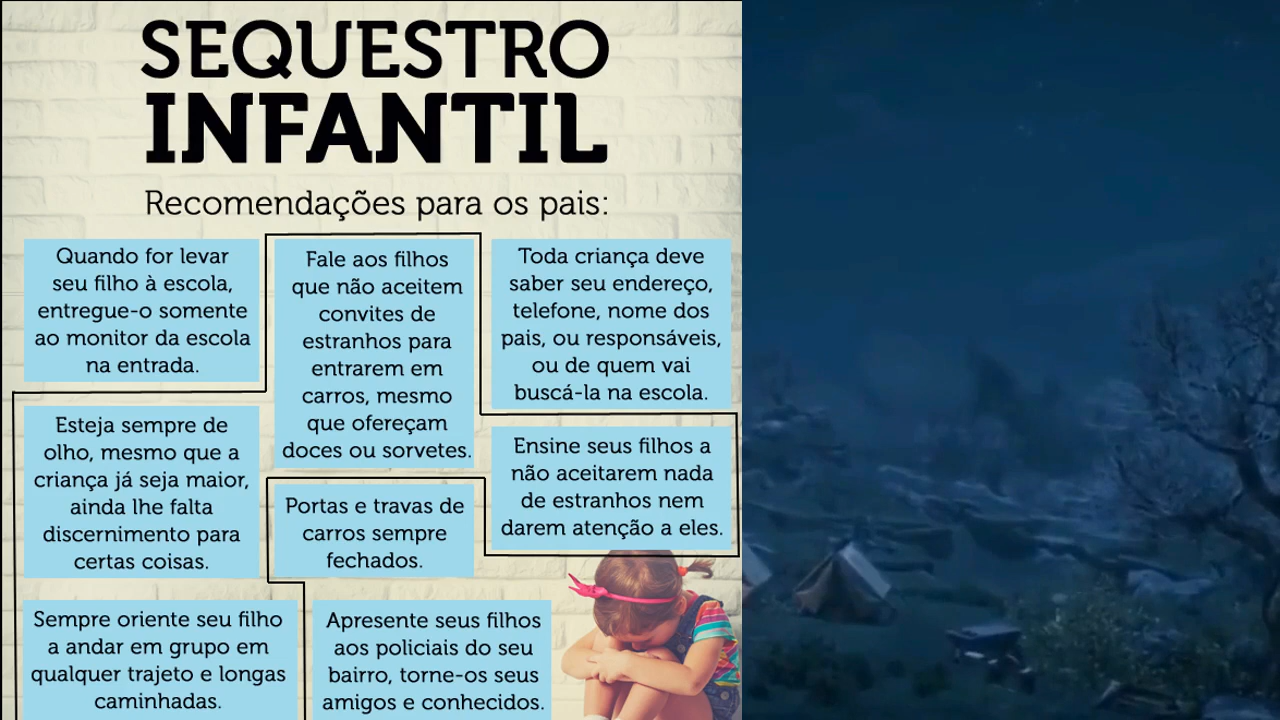 SEQUESTRO
INFANTIL
Recomendações para os pais:
Quando for levar
seu filho à escola,
entregue-o somente
ao monitor da escola
na entrada.
Fale aos filhos
que não aceitem
convites de
estranhos para
entrarem em
carros, mesmo
que ofereçam
doces ou sorvetes.
Toda criança deve
saber seu endereço,
telefone, nome dos
pais, ou responsáveis,
ou de quem vai
buscá-la na escola.
Esteja sempre de
olho, mesmo que a
criança já seja maior,
ainda lhe falta
discernimento para
certas coisas.
Portas e travas de
carros sempre
fechados.
Ensine seus filhos a
não aceitarem nada
de estranhos nem
darem atenção a eles.
Sempre oriente seu filho
a andar em grupo em
qualquer trajeto e longas
caminhadas.
Apresente seus filhos
aos policiais do seu
bairro, torne-os seus
amigos e conhecidos.